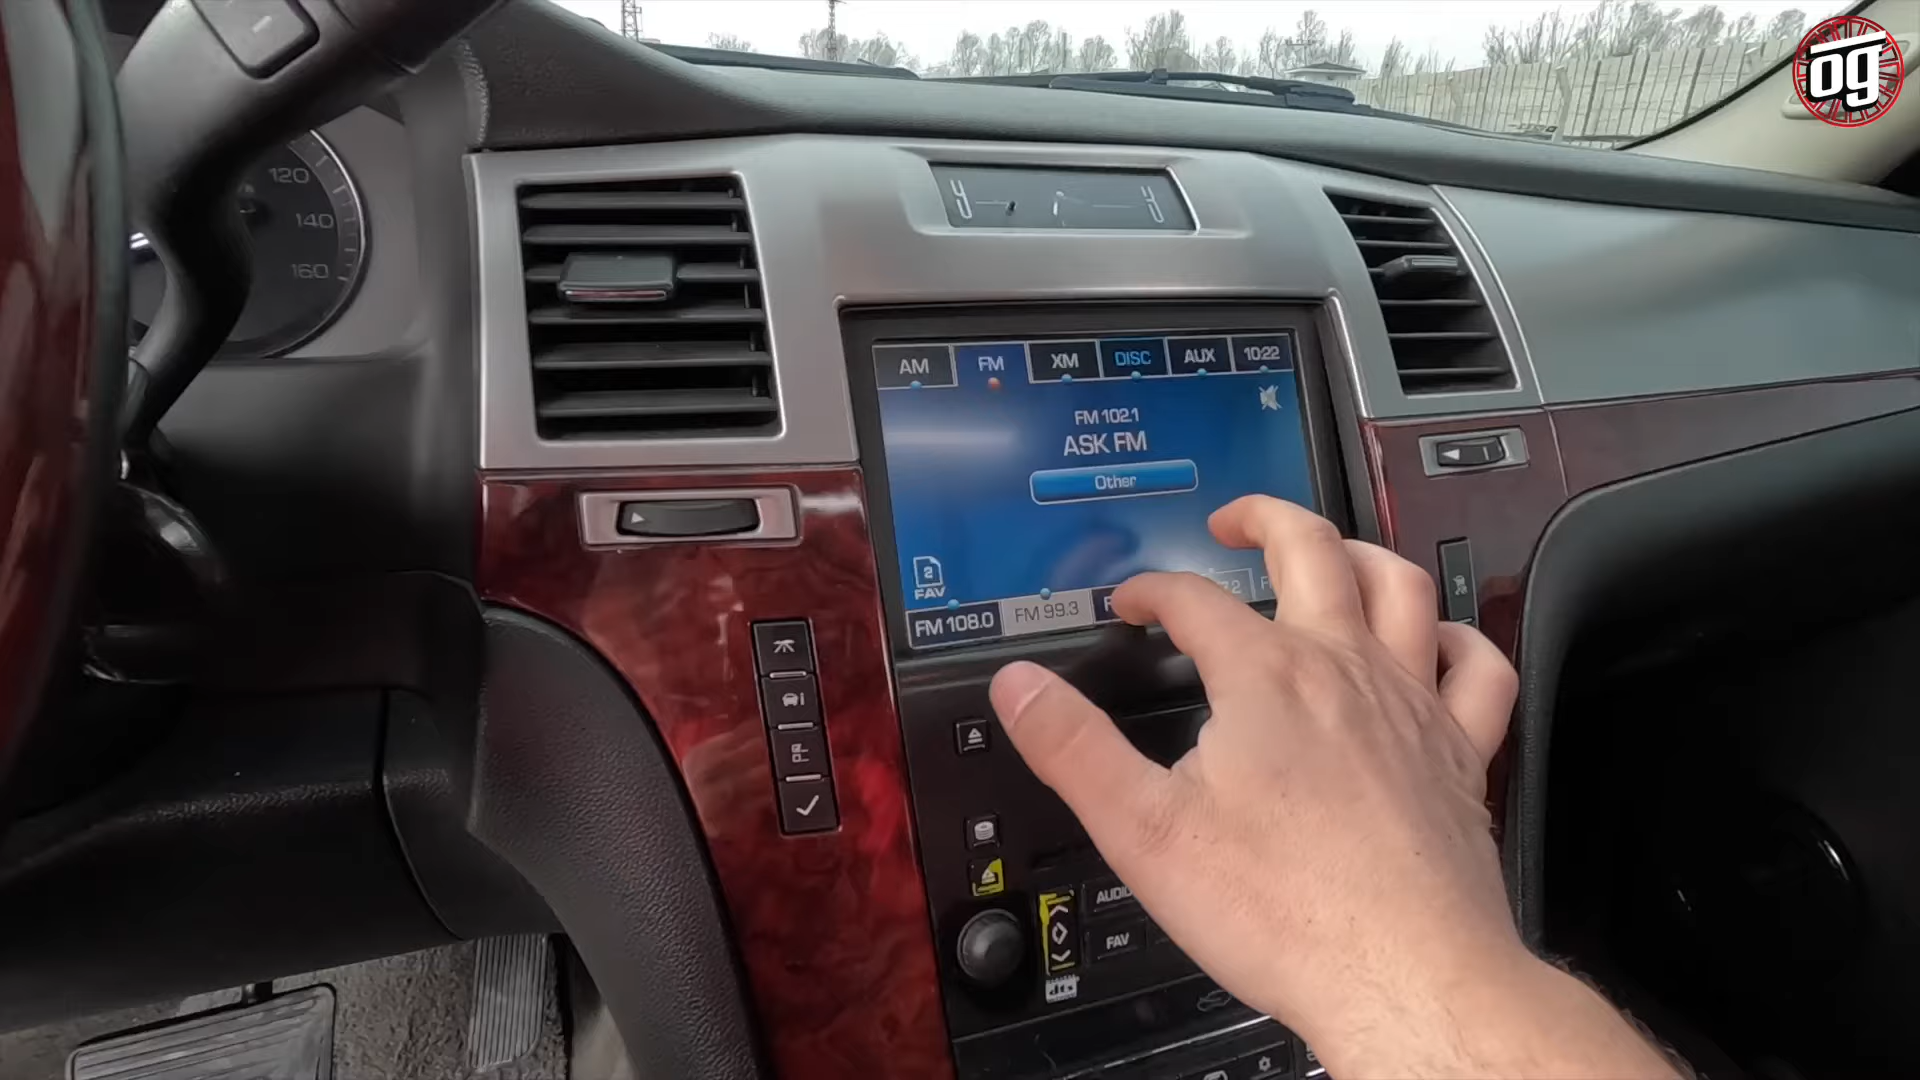 og
120
140
160
AM FM XM DISC AUX 10:22
FM 102.1
ASK FM
Other
2
FAV
FM 108.0 FM 99.3
AUDIO
FAV
dts